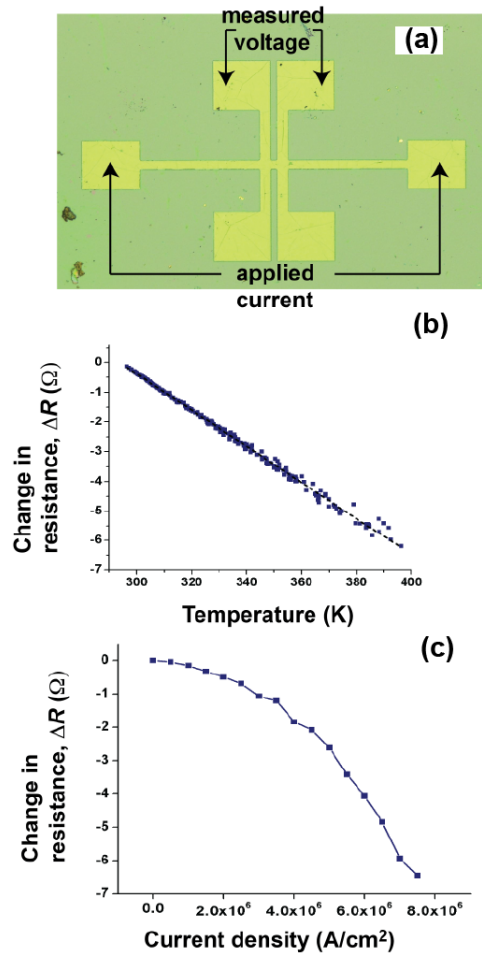 measured
voltage
(a)
applied
current
(b)
Change in
resistance, ΔR (Ω)
0
-1
-2
-3
-4
-5
-6
-7
300
320
340
360
380
400
Temperature (K)
(c)
Change in
resistance, ΔR (Ω)
0
-1
-2
-3
-4
-5
-6
-7
0.0
2.0x10⁶
4.0x10⁶
6.0x10⁶
8.0x10⁶
Current density (A/cm²)